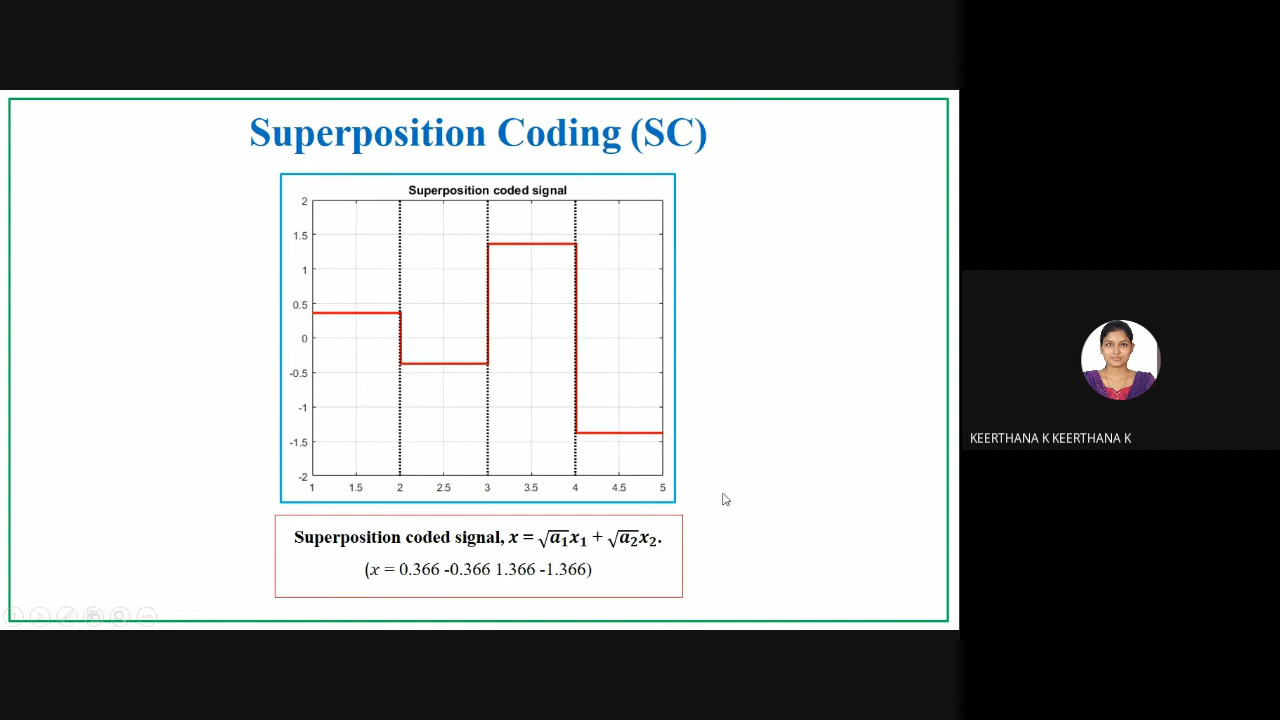 Superposition Coding (SC)
Superposition coded signal
2
1.5
1
0.5
0
-0.5
-1
-1.5
-2
1 1.5 2 2.5 3 3.5 4 4.5 5
Superposition coded signal, x = √a₁x₁ + √a₂x₂.
(x = 0.366 -0.366 1.366 -1.366)
KEERTHANA K KEERTHANA K